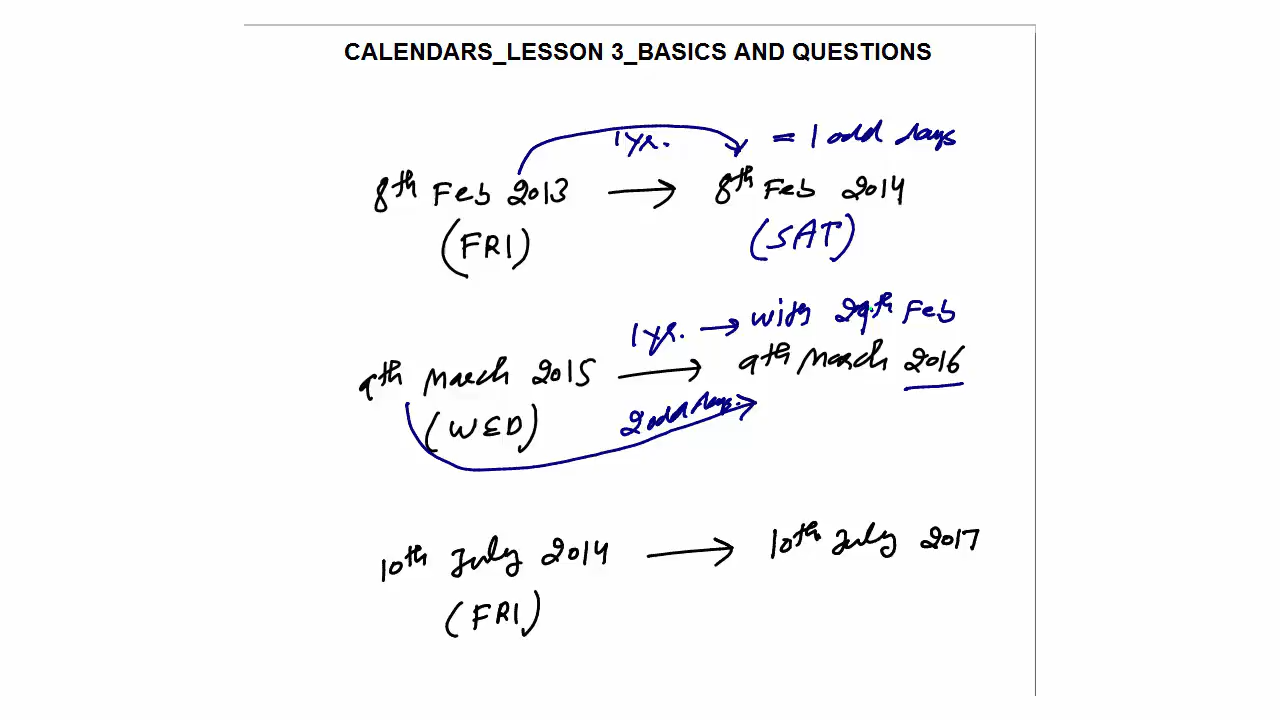 CALENDARS_LESSON 3_BASICS AND QUESTIONS
1yr. = 1 odd days
8th Feb 2013 → 8th Feb 2014
(FRI) (SAT)
1yr. → with 29th Feb
9th March 2015 → 9th March 2016
(WED) 2 odd days.
10th July 2014 → 10th July 2017
(FRI)